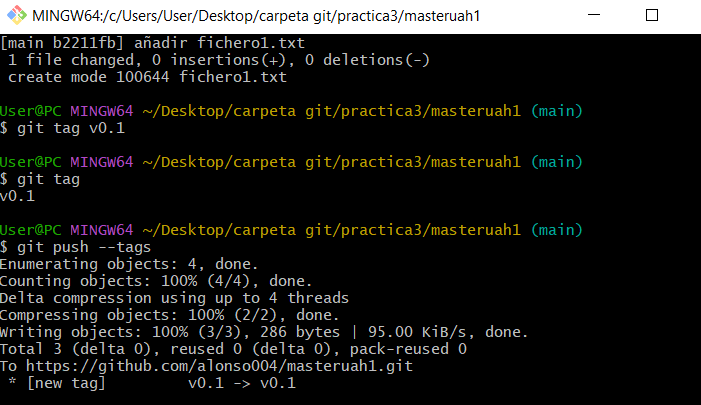 MINGW64:/c/Users/User/Desktop/carpeta git/practica3/masteruah1
[main b2211fb] añadir fichero1.txt
 1 file changed, 0 insertions(+), 0 deletions(-)
 create mode 100644 fichero1.txt
User@PC MINGW64 ~/Desktop/carpeta git/practica3/masteruah1 (main)
$ git tag v0.1
User@PC MINGW64 ~/Desktop/carpeta git/practica3/masteruah1 (main)
$ git tag
v0.1
User@PC MINGW64 ~/Desktop/carpeta git/practica3/masteruah1 (main)
$ git push --tags
Enumerating objects: 4, done.
Counting objects: 100% (4/4), done.
Delta compression using up to 4 threads
Compressing objects: 100% (2/2), done.
Writing objects: 100% (3/3), 286 bytes | 95.00 KiB/s, done.
Total 3 (delta 0), reused 0 (delta 0), pack-reused 0
To https://github.com/alonso004/masteruah1.git
 * [new tag]         v0.1 -> v0.1